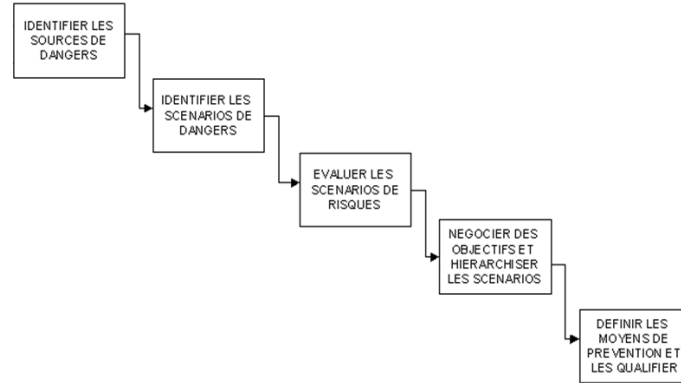 IDENTIFIER LES
SOURCES DE
DANGERS
IDENTIFIER LES
SCENARIOS DE
DANGERS
EVALUER LES
SCENARIOS DE
RISQUES
NEGOCIER DES
OBJECTIFS ET
HIERARCHISER
LES SCENARIOS
DEFINIR LES
MOYENS DE
PREVENTION ET
LES QUALIFIER